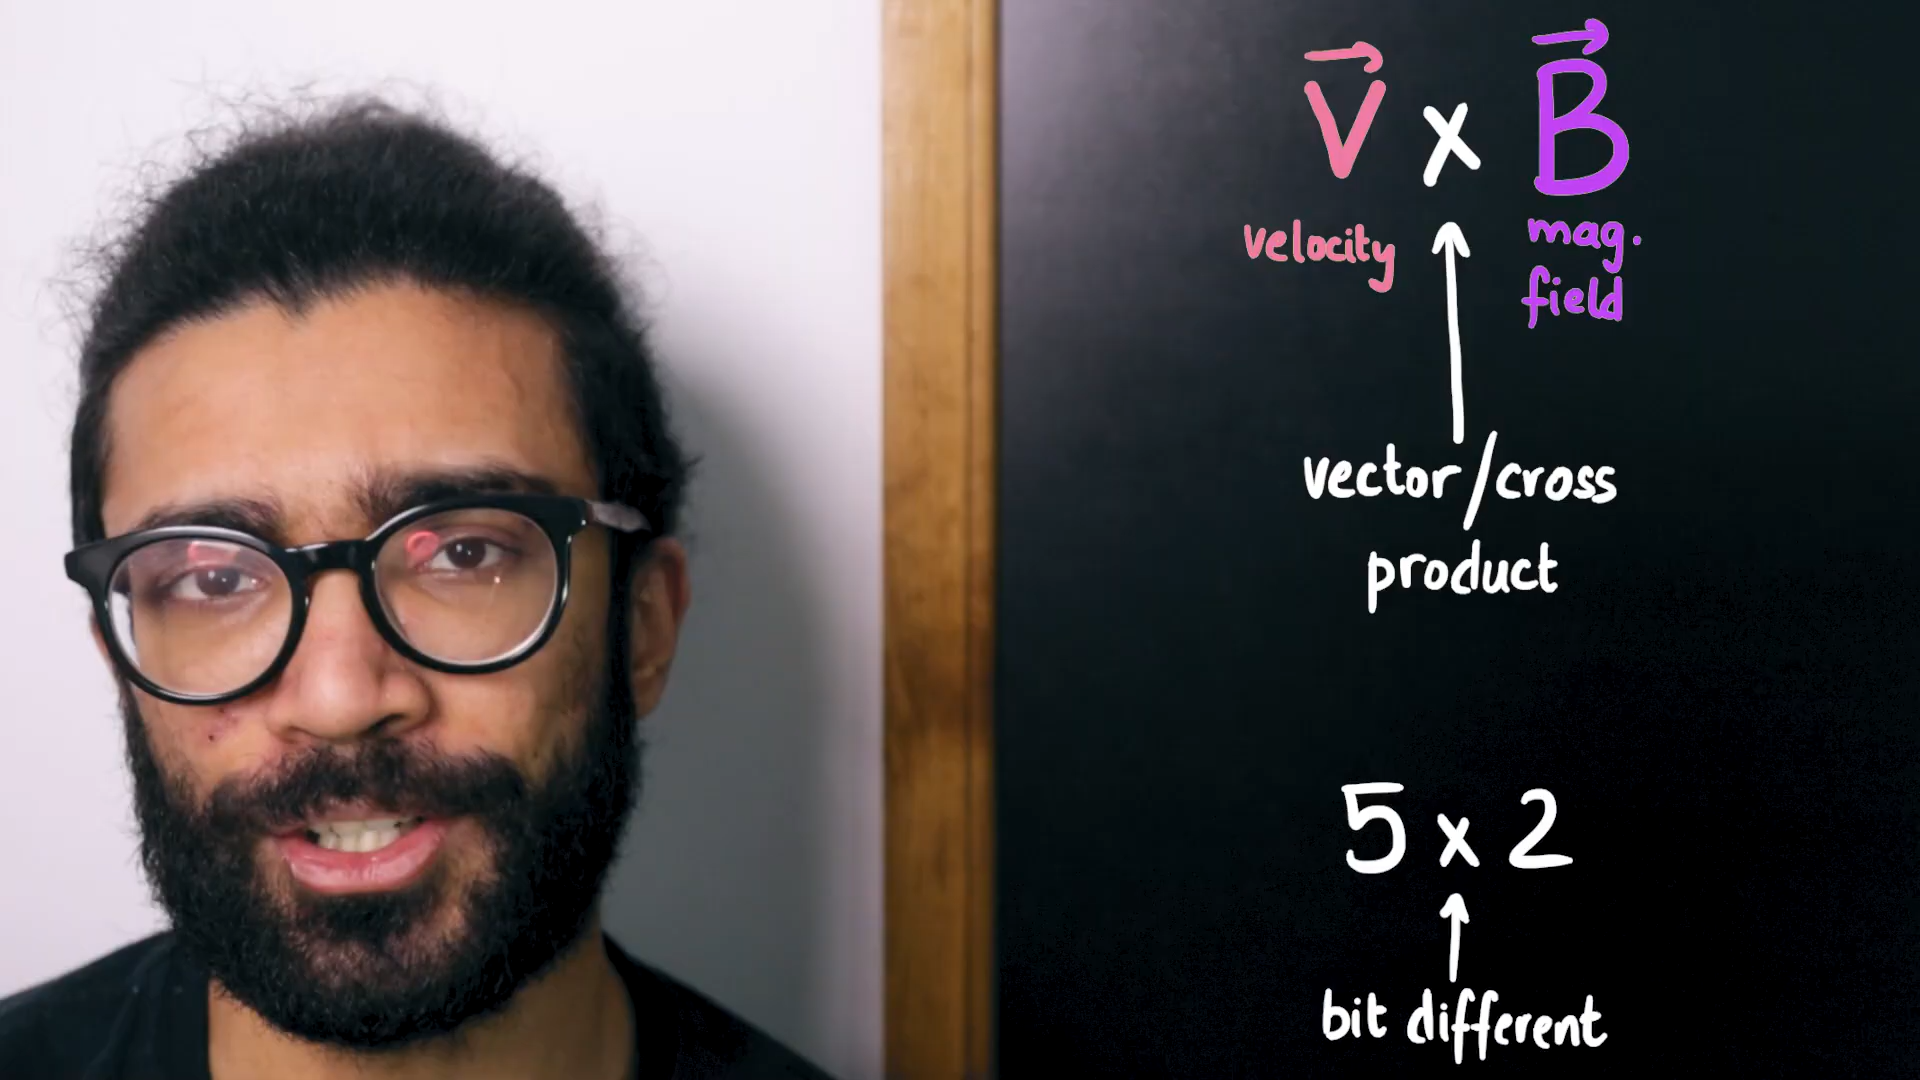 v⃗ x B⃗
velocity
mag.
field
vector/cross
product
5 x 2
bit different